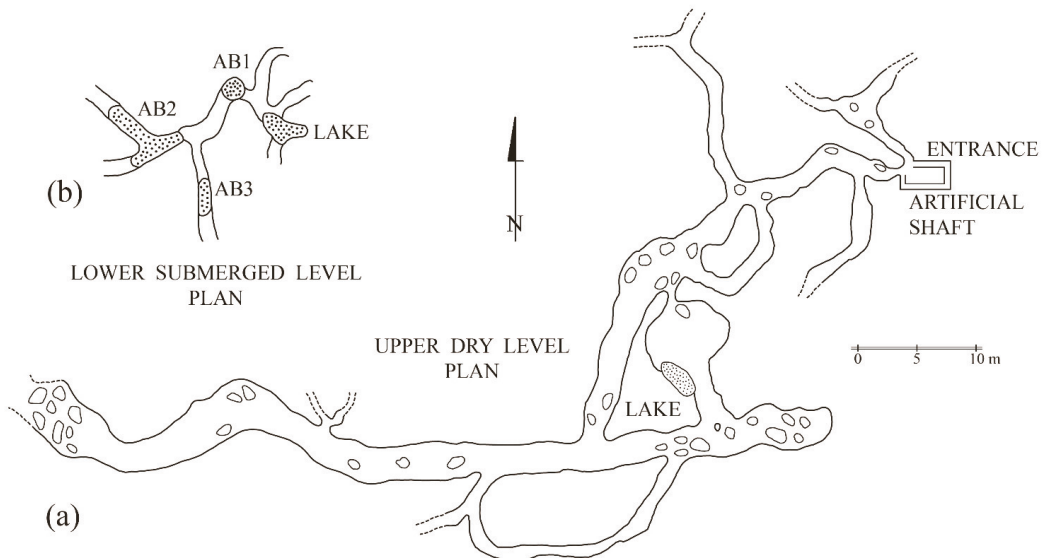 AB1
AB2
LAKE
AB3
(b)
LOWER SUBMERGED LEVEL
PLAN
N
ENTRANCE
ARTIFICIAL
SHAFT
UPPER DRY LEVEL
PLAN
0 5 10 m
LAKE
(a)